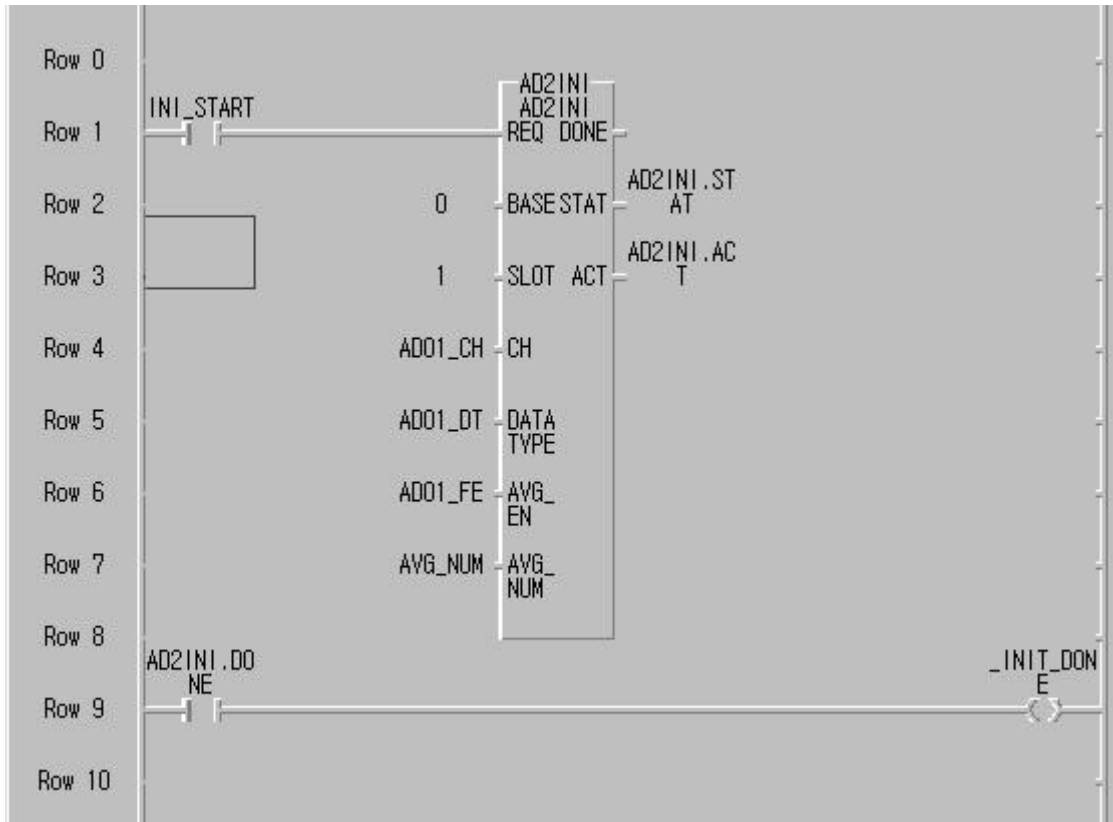 Row 0
AD2INI
INI_START AD2INI
Row 1 REQ DONE
AD2INI.ST
Row 2 0 BASE STAT AT
AD2INI.AC
Row 3 1 SLOT ACT T
Row 4 AD01_CH CH
Row 5 AD01_DT DATA
TYPE
Row 6 AD01_FE AVG_
EN
Row 7 AVG_NUM AVG_
NUM
Row 8
AD2INI.DO _INIT_DON
NE E
Row 9
Row 10